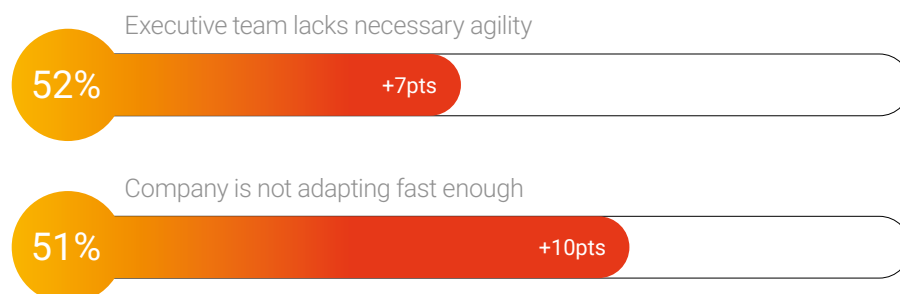 Executive team lacks necessary agility
52%
+7pts
Company is not adapting fast enough
51%
+10pts